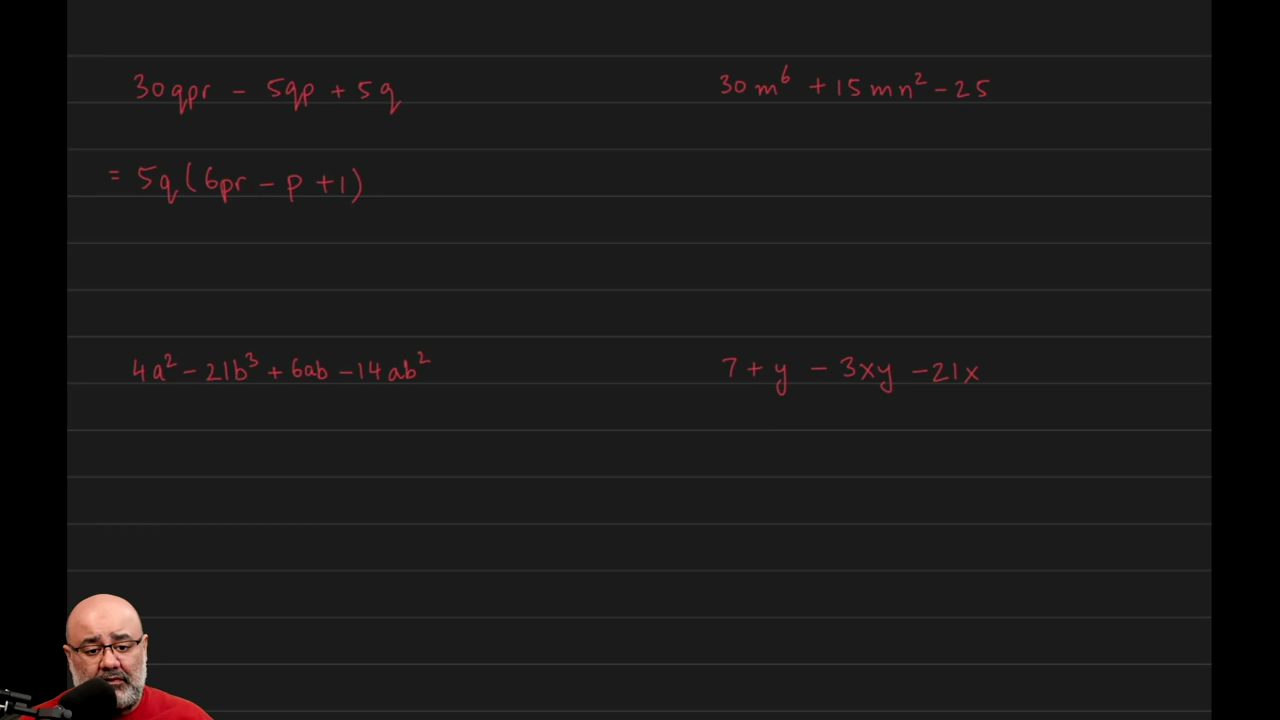 30qpr - 5qp + 5q
= 5q(6pr - p + 1)
30m⁶ + 15mn² - 25
4a² - 21b³ + 6ab - 14ab²
7 + y - 3xy - 21x